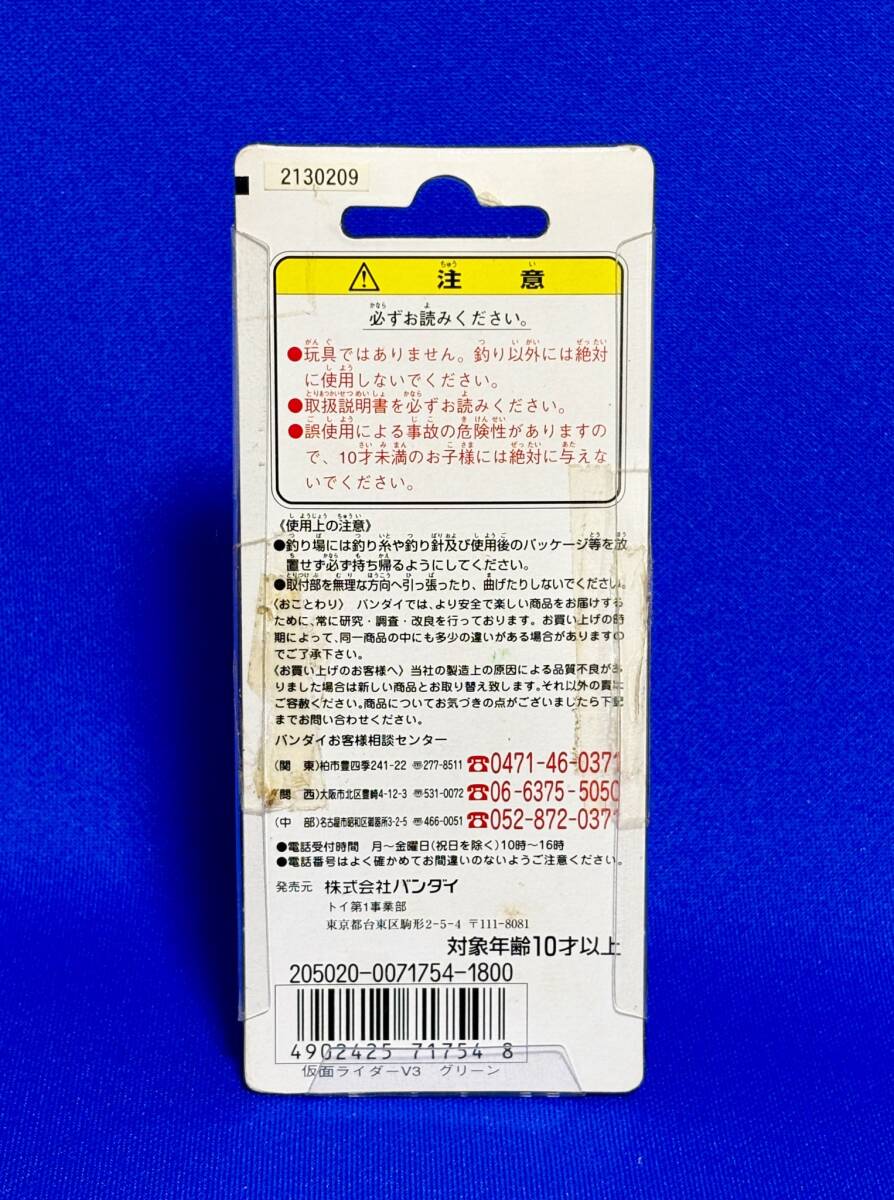 2130209
注意
必ずお読みください。
●玩具ではありません。釣り以外には絶対
に使用しないでください。
●取扱説明書を必ずお読みください。
●誤使用による事故の危険性がありますの
で、10才未満のお子様には絶対に与えな
いでください。
《使用上の注意》
●釣り場には釣り糸や釣り針及び使用後のパッケージ等を放
置せず必ず持ち帰るようにしてください。
●取付部を無理な方向へ引っ張ったり、曲げたりしないでください。
〈おことわり〉 バンダイでは、より安全で楽しい商品をお届けする
ために、常に研究・調査・改良を行っております。お買い上げの時
期によって、同一商品の中にも多少の違いがある場合がありますの
でご了承下さい。
〈お買い上げのお客様へ〉当社の製造上の原因による品質不良があ
りました場合は新しい商品とお取り替え致します。それ以外の責は
ご容赦ください。商品についてお気づきの点がございましたら下記
までお問い合わせください。
バンダイお客様相談センター
(関 東)柏市豊四季241-22 〠277-8511 ☎0471-46-0371
(関 西)大阪市北区豊崎4-12-3 〠531-0072 ☎06-6375-5050
(中 部)名古屋市昭和区御器所3-2-5 〠466-0051 ☎052-872-0371
●電話受付時間 月〜金曜日(祝日を除く)10時〜16時
●電話番号はよく確かめてお間違いのないようご注意ください。
発売元 株式会社バンダイ
トイ第1事業部
東京都台東区駒形2-5-4 〒111-8081
対象年齢10才以上
205020-0071754-1800
4902425 717548
仮面ライダーV3 グリーン